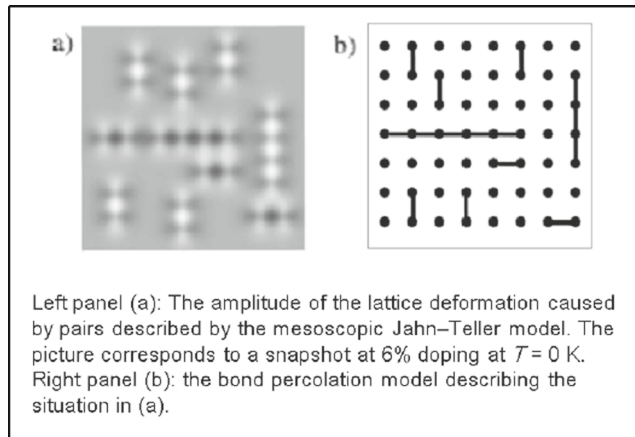 a)
b)
Left panel (a): The amplitude of the lattice deformation caused
by pairs described by the mesoscopic Jahn–Teller model. The
picture corresponds to a snapshot at 6% doping at T = 0 K.
Right panel (b): the bond percolation model describing the
situation in (a).